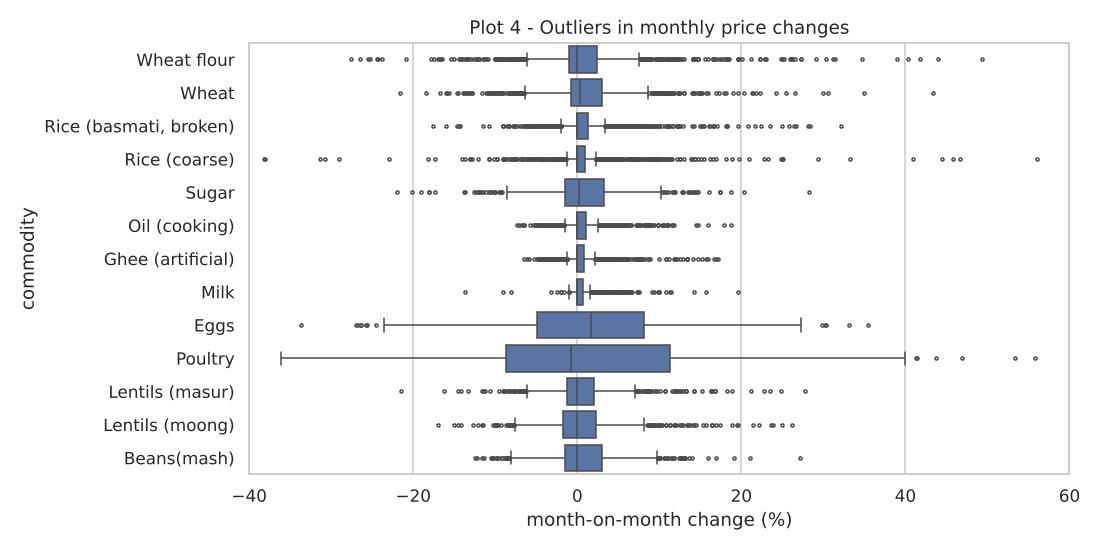 Plot 4 - Outliers in monthly price changes
Wheat flour
Wheat
Rice (basmati, broken)
Rice (coarse)
Sugar
Oil (cooking)
Ghee (artificial)
Milk
Eggs
Poultry
Lentils (masur)
Lentils (moong)
Beans(mash)
commodity
−40 −20 0 20 40 60
month-on-month change (%)